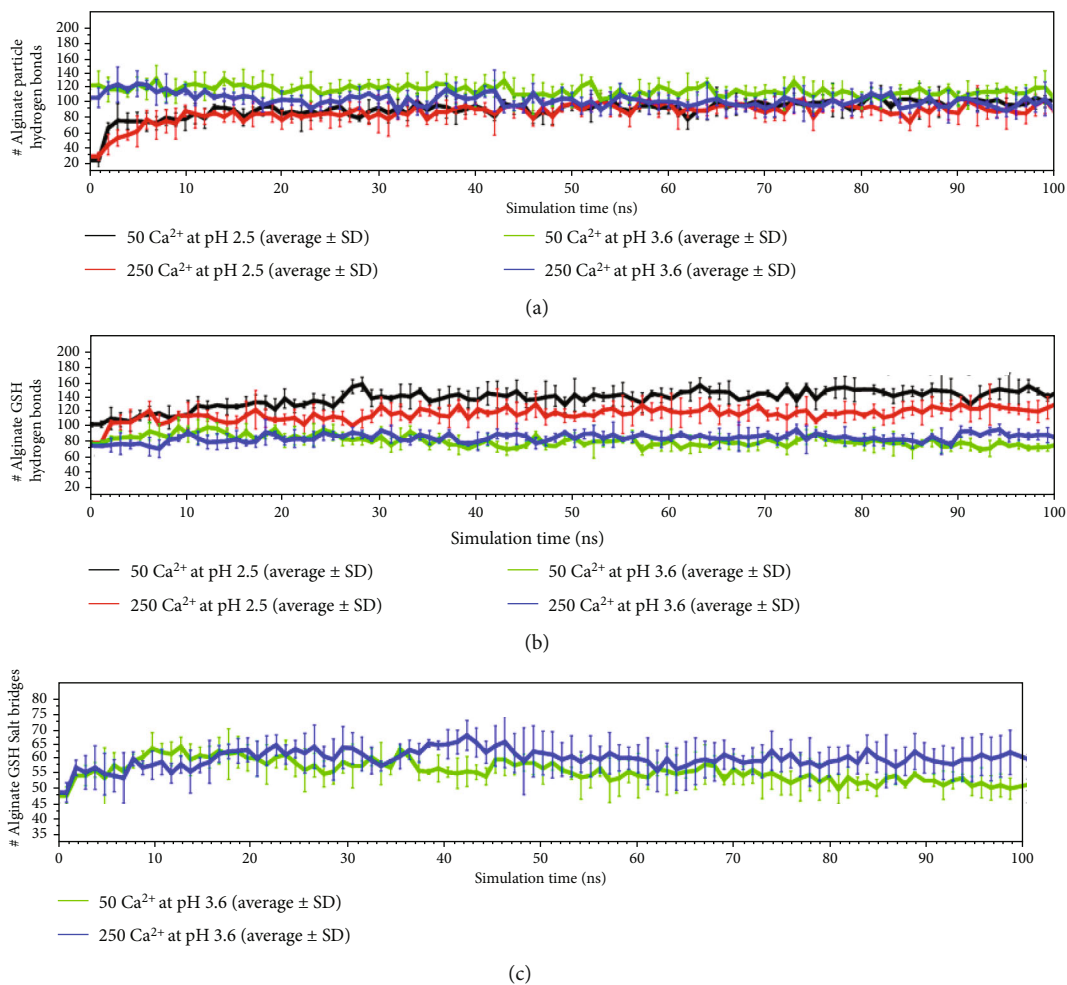 # Alginate particle
hydrogen bonds
200
180
160
140
120
100
80
60
40
20
0 10 20 30 40 50 60 70 80 90 100
Simulation time (ns)
50 Ca²⁺ at pH 2.5 (average ± SD)
50 Ca²⁺ at pH 3.6 (average ± SD)
250 Ca²⁺ at pH 2.5 (average ± SD)
250 Ca²⁺ at pH 3.6 (average ± SD)
(a)
# Alginate GSH
hydrogen bonds
200
180
160
140
120
100
80
60
40
20
0 10 20 30 40 50 60 70 80 90 100
Simulation time (ns)
50 Ca²⁺ at pH 2.5 (average ± SD)
50 Ca²⁺ at pH 3.6 (average ± SD)
250 Ca²⁺ at pH 2.5 (average ± SD)
250 Ca²⁺ at pH 3.6 (average ± SD)
(b)
# Alginate GSH Salt bridges
80
75
70
65
60
55
50
45
40
35
0 10 20 30 40 50 60 70 80 90 100
Simulation time (ns)
50 Ca²⁺ at pH 3.6 (average ± SD)
250 Ca²⁺ at pH 3.6 (average ± SD)
(c)